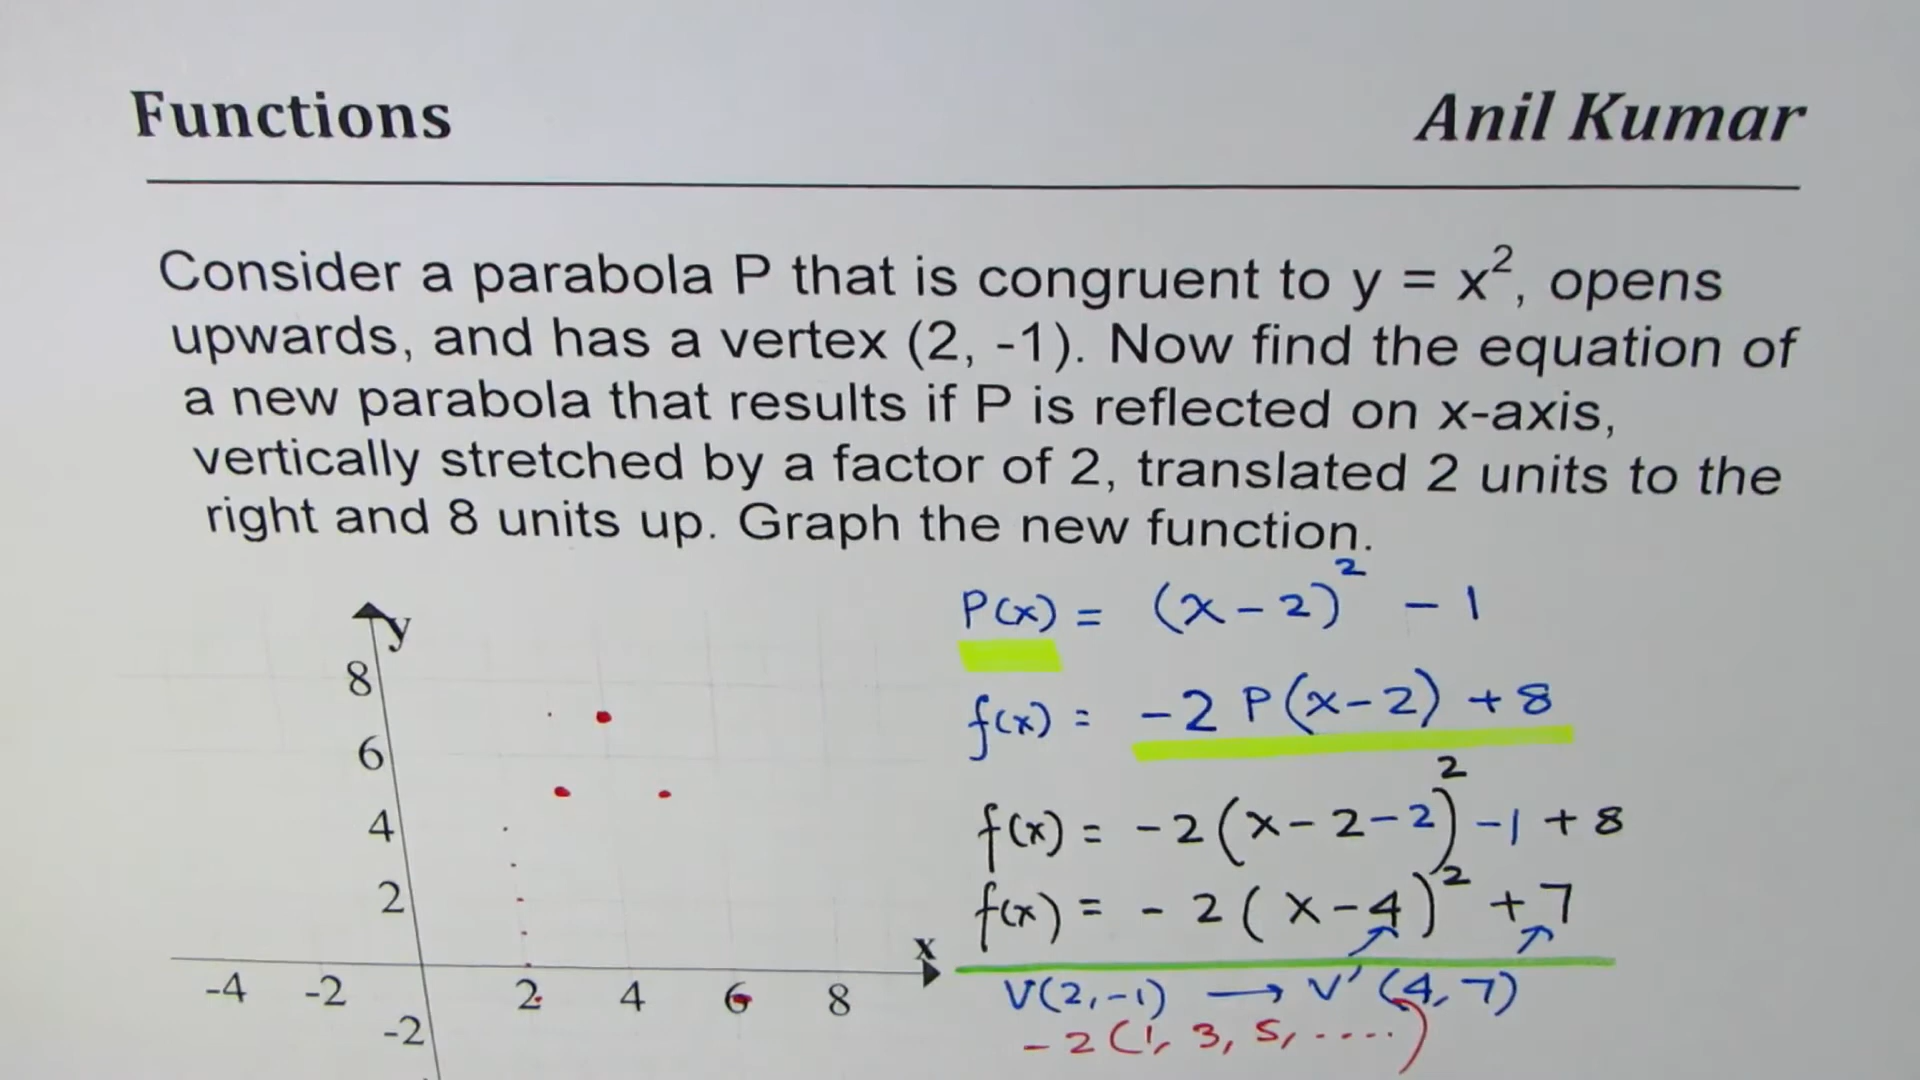 Functions
Anil Kumar
Consider a parabola P that is congruent to y = x², opens
upwards, and has a vertex (2, -1). Now find the equation of
a new parabola that results if P is reflected on x-axis,
vertically stretched by a factor of 2, translated 2 units to the
right and 8 units up. Graph the new function.
P(x) = (x-2)² - 1
f(x) = -2 P(x-2) + 8
f(x) = -2(x-2-2)² -1 + 8
f(x) = -2(x-4)² + 7
V(2,-1) → V'(4,7)
-2(1, 3, 5, .....)
y
8
6
4
2
-4 -2 2 4 6 8
x
-2